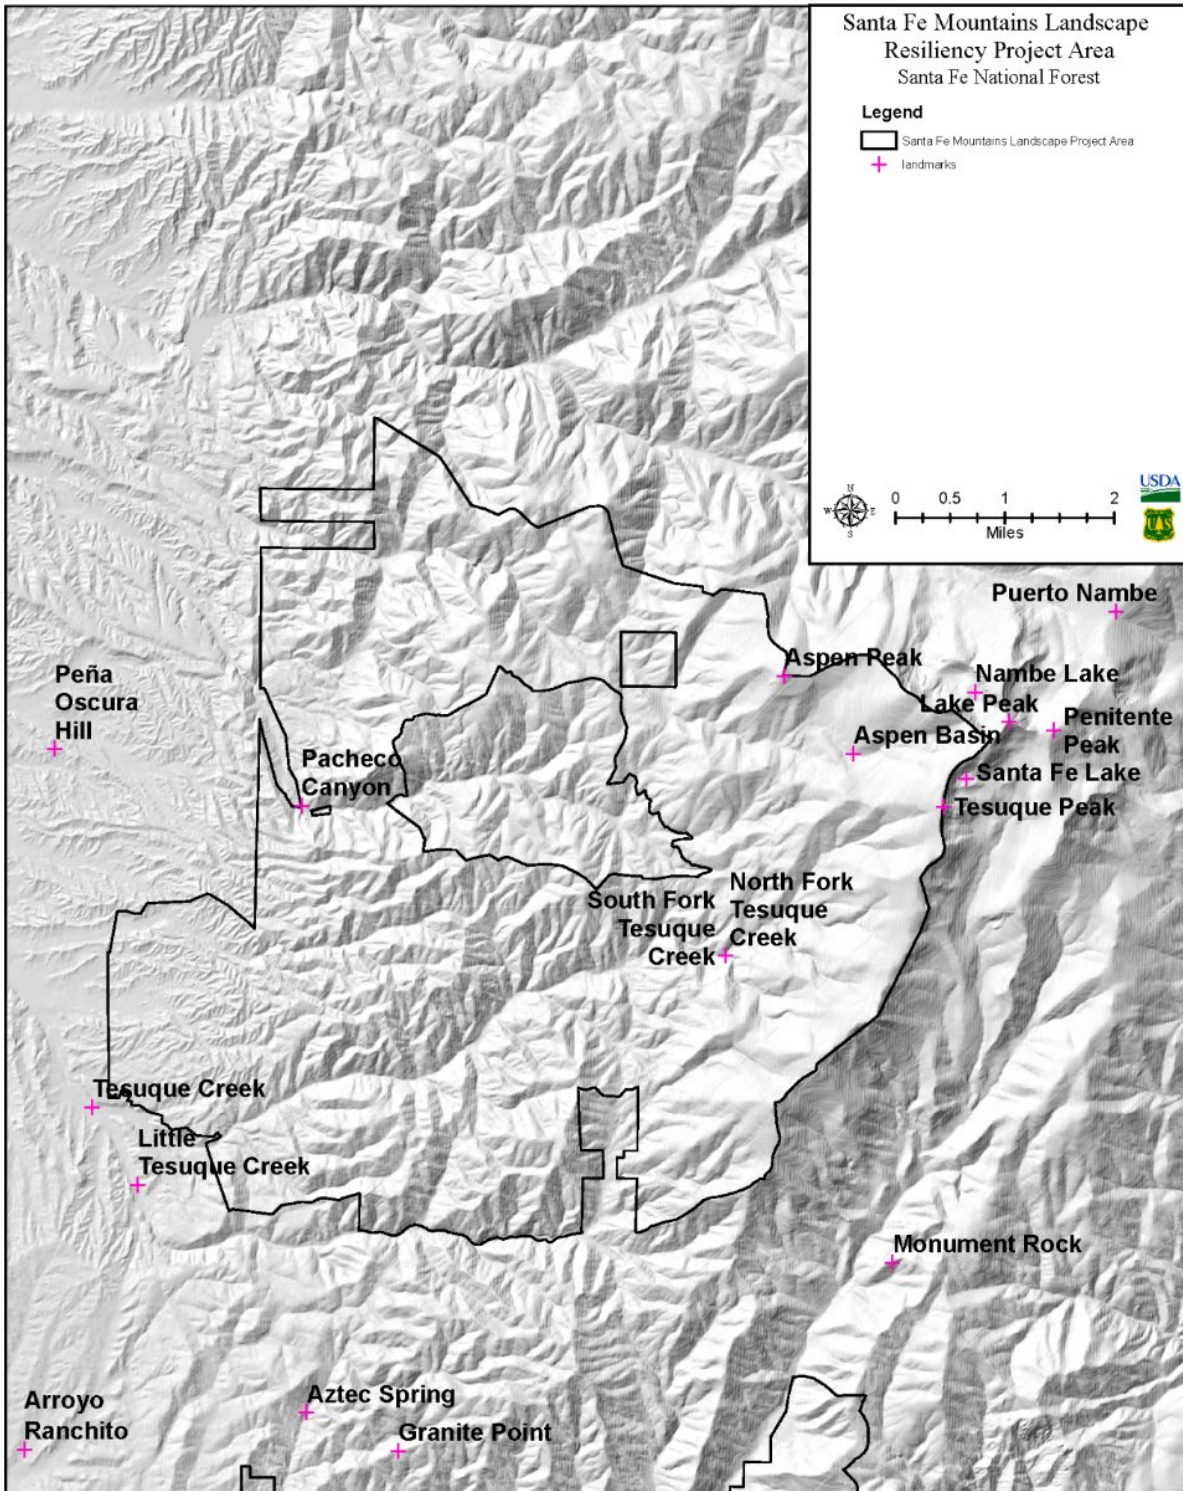 Santa Fe Mountains Landscape
Resiliency Project Area
Santa Fe National Forest
Legend
Santa Fe Mountains Landscape Project Area
landmarks
N
W
E
S
0 0.5 1 2
Miles
USDA
U S
Puerto Nambe
Aspen Peak
Nambe Lake
Lake Peak
Penitente
Peak
Aspen Basin
Santa Fe Lake
Tesuque Peak
Peña
Oscura
Hill
Pacheco
Canyon
North Fork
Tesuque
Creek
South Fork
Tesuque
Creek
Tesuque Creek
Little
Tesuque Creek
Monument Rock
Aztec Spring
Arroyo
Ranchito
Granite Point